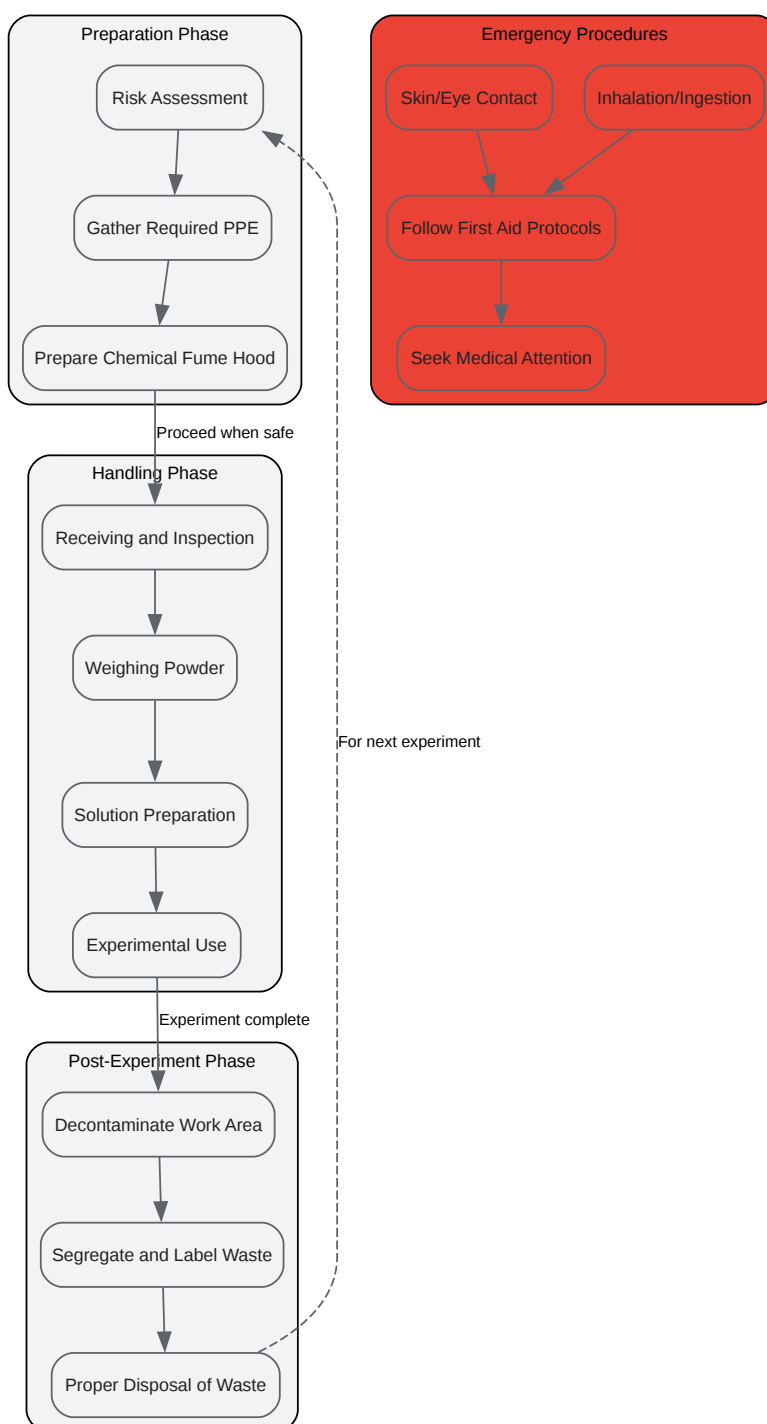 Preparation Phase
Risk Assessment
Gather Required PPE
Prepare Chemical Fume Hood
Proceed when safe
Handling Phase
Receiving and Inspection
Weighing Powder
Solution Preparation
Experimental Use
Experiment complete
Post-Experiment Phase
Decontaminate Work Area
Segregate and Label Waste
Proper Disposal of Waste
For next experiment
Emergency Procedures
Skin/Eye Contact
Inhalation/Ingestion
Follow First Aid Protocols
Seek Medical Attention